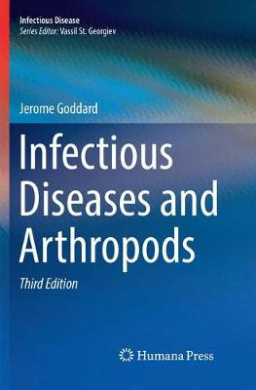 Infectious Disease
Series Editor: Vassil St. Georgiev
Jerome Goddard
Infectious
Diseases and
Arthropods
Third Edition
Humana Press